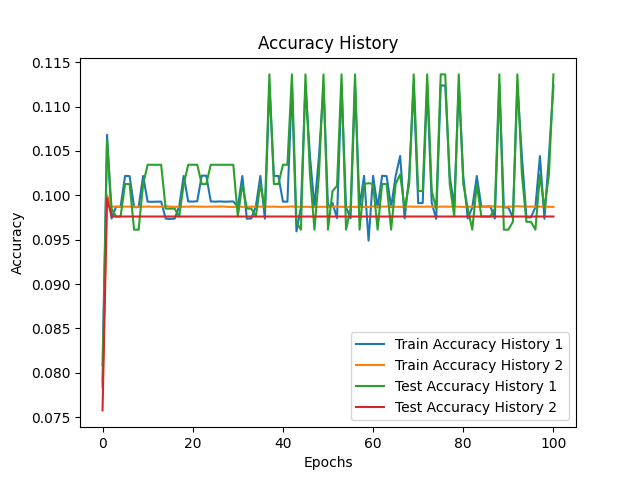 Accuracy History
0.115
0.110
0.105
0.100
0.095
0.090
0.085
0.080
0.075
Accuracy
Train Accuracy History 1
Train Accuracy History 2
Test Accuracy History 1
Test Accuracy History 2
0 20 40 60 80 100
Epochs